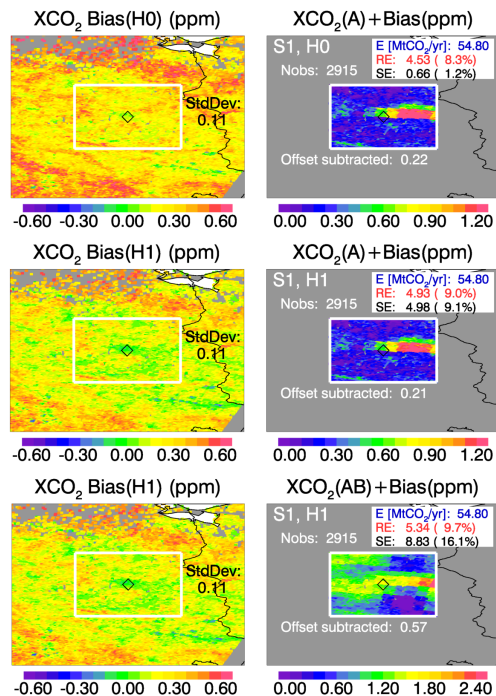 XCO₂ Bias(H0) (ppm)
XCO₂(A)+Bias(ppm)
StdDev:
0.11
S1, H0
Nobs: 2915
E [MtCO₂/yr]: 54.80
RE: 4.53 ( 8.3%)
SE: 0.66 ( 1.2%)
Offset subtracted: 0.22
-0.60 -0.30 0.00 0.30 0.60
0.00 0.30 0.60 0.90 1.20
XCO₂ Bias(H1) (ppm)
XCO₂(A)+Bias(ppm)
StdDev:
0.11
S1, H1
Nobs: 2915
E [MtCO₂/yr]: 54.80
RE: 4.93 ( 9.0%)
SE: 4.98 ( 9.1%)
Offset subtracted: 0.21
-0.60 -0.30 0.00 0.30 0.60
0.00 0.30 0.60 0.90 1.20
XCO₂ Bias(H1) (ppm)
XCO₂(AB)+Bias(ppm)
StdDev:
0.11
S1, H1
Nobs: 2915
E [MtCO₂/yr]: 54.80
RE: 5.34 ( 9.7%)
SE: 8.83 ( 16.1%)
Offset subtracted: 0.57
-0.60 -0.30 0.00 0.30 0.60
0.00 0.60 1.20 1.80 2.40